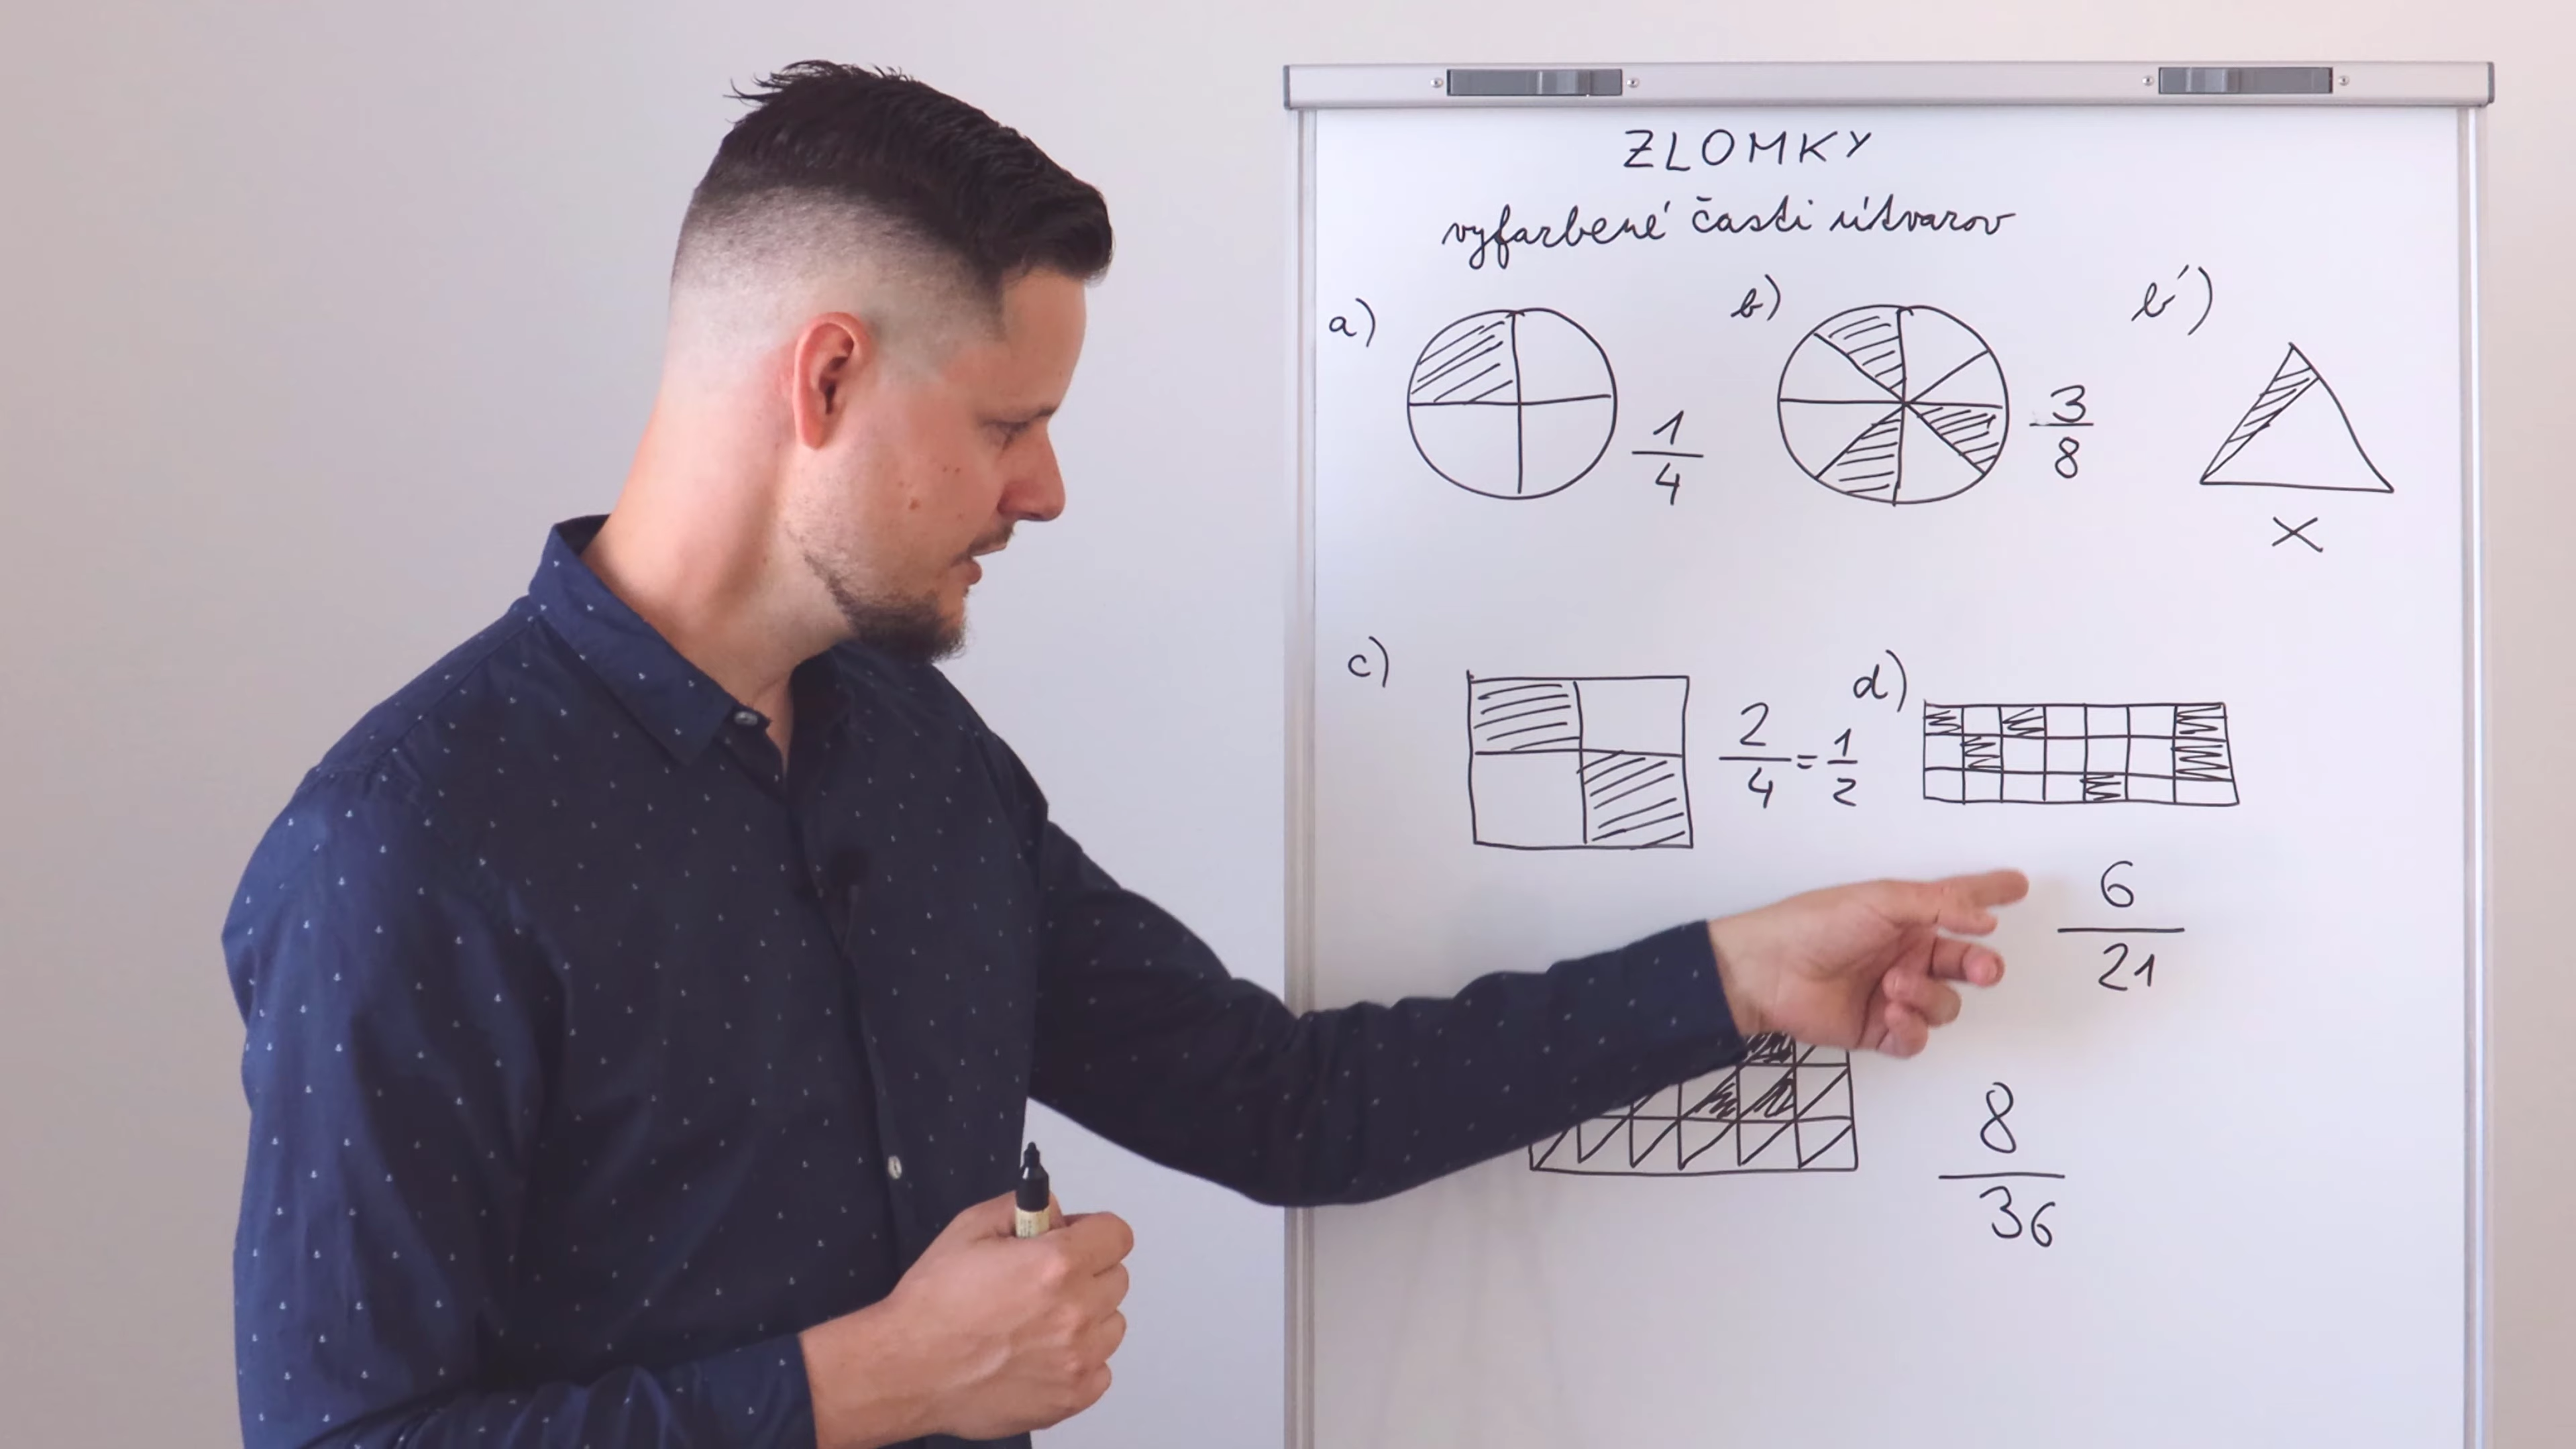 ZLOMKY
vyfarbené časti útvarov
a)
1
4
b)
3
8
b')
X
c)
2
4
=
1
2
d)
6
21
8
36